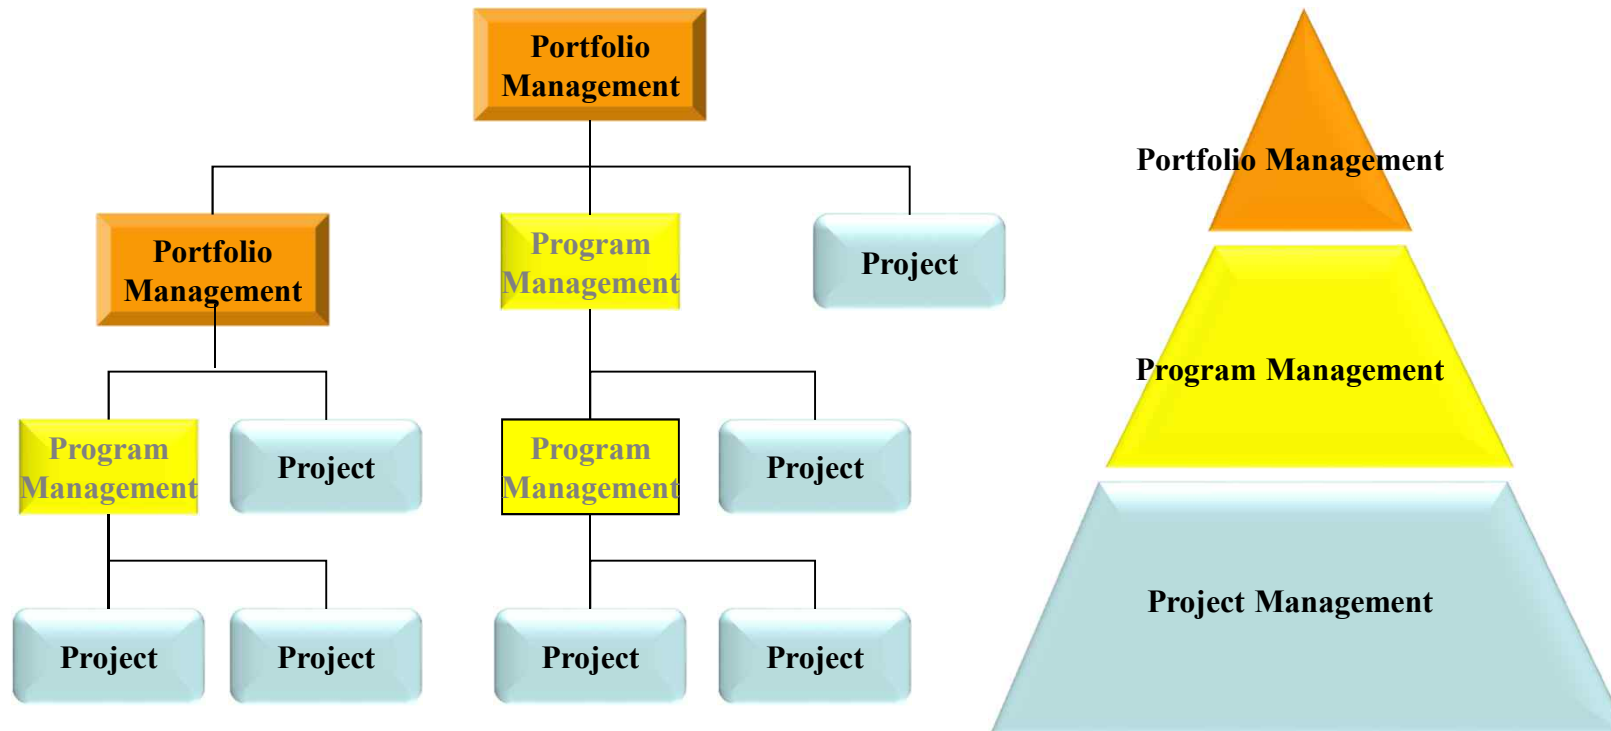 Portfolio
Management
Portfolio
Management
Program
Management
Project
Program
Management
Project
Program
Management
Project
Project
Project
Project
Project
Portfolio Management
Program Management
Project Management